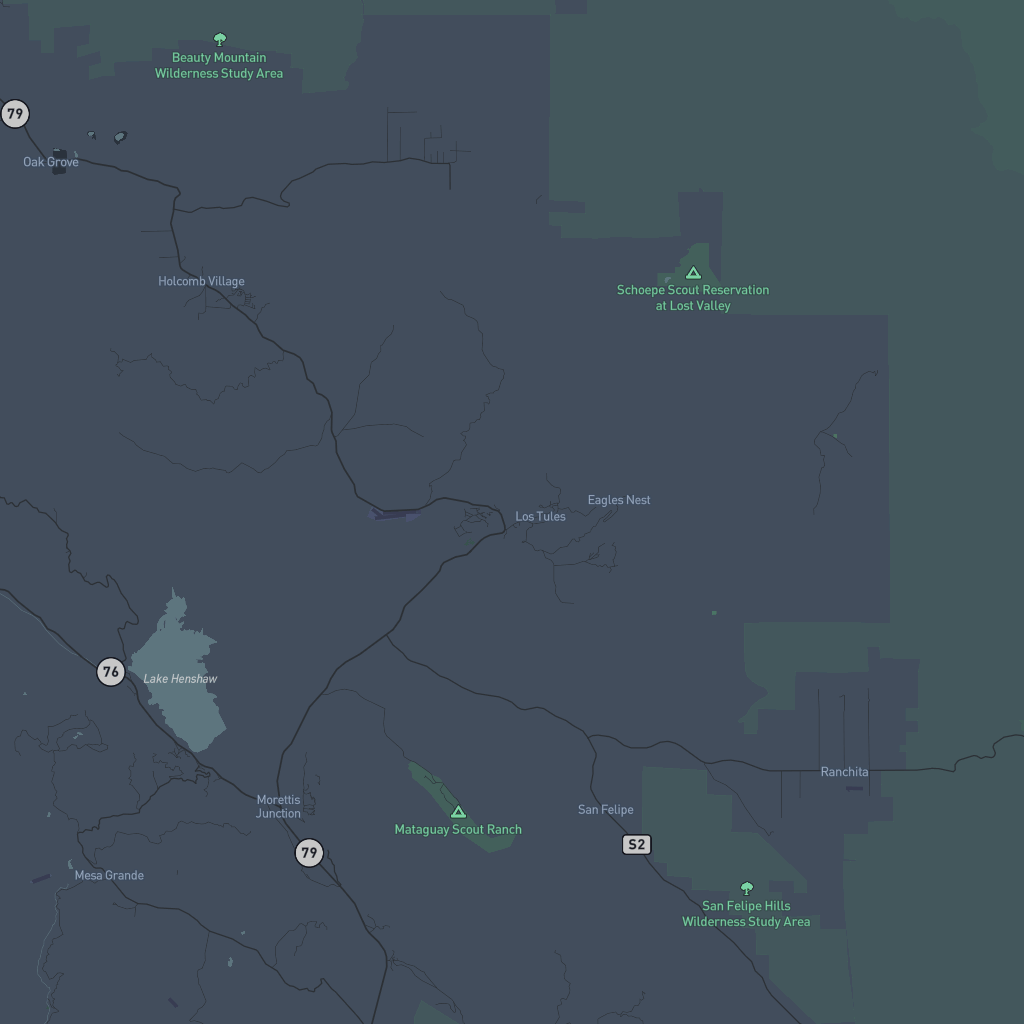 Beauty Mountain
Wilderness Study Area
79
Oak Grove
Holcomb Village
Schoepe Scout Reservation
at Lost Valley
Eagles Nest
Los Tules
76
Lake Henshaw
Ranchita
Morettis
Junction
San Felipe
Mataguay Scout Ranch
S2
79
Mesa Grande
San Felipe Hills
Wilderness Study Area